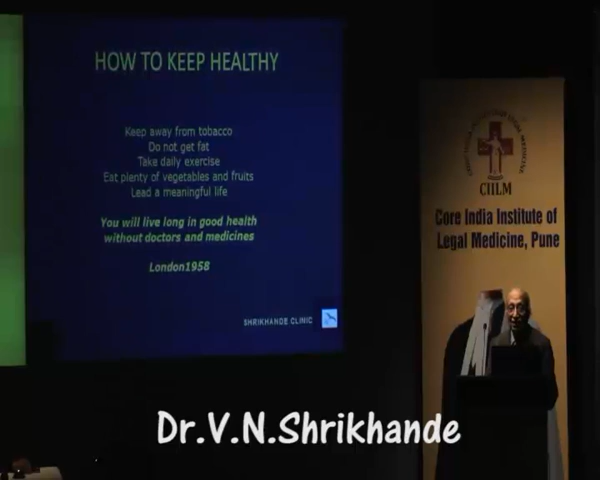 HOW TO KEEP HEALTHY
Keep away from tobacco
Do not get fat
Take daily exercise
Eat plenty of vegetables and fruits
Lead a meaningful life
You will live long in good health
without doctors and medicines
London1958
SHRIKHANDE CLINIC
CIILM
Core India Institute of
Legal Medicine, Pune
Dr.V.N.Shrikhande